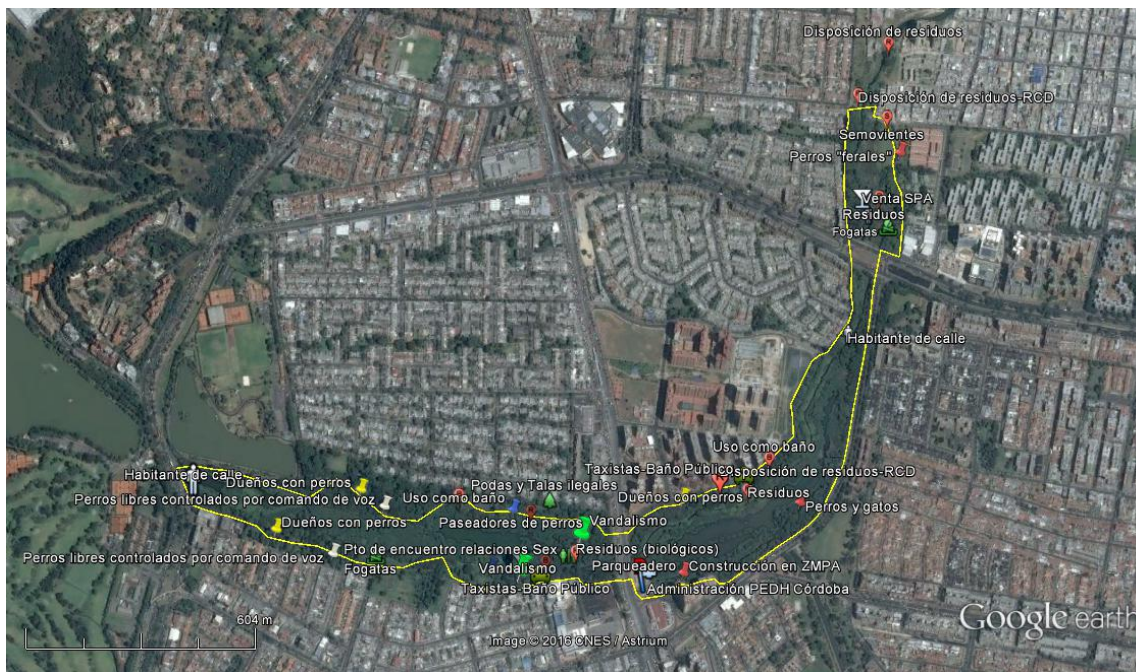 Disposición de residuos
Disposición de residuos-RCD
Semovientes
Perros "ferales"
Venta SPA
Residuos
Fogatas
Habitante de calle
Uso como baño
Taxistas-Baño Público
Disposición de residuos-RCD
Habitante de calle
Dueños con perros
Podas y Talas ilegales
Dueños con perros
Residuos
Perros libres controlados por comando de voz
Uso como baño
Perros y gatos
Dueños con perros
Paseadores de perros
Vandalismo
Perros libres controlados por comando de voz
Pto de encuentro relaciones Sex
Residuos (biológicos)
Fogatas
Vandalismo
Parqueadero
Construcción en ZMPA
Taxistas-Baño Público
Administración PEDH Córdoba
604 m
Image © 2016 CNES / Astrium
Google earth